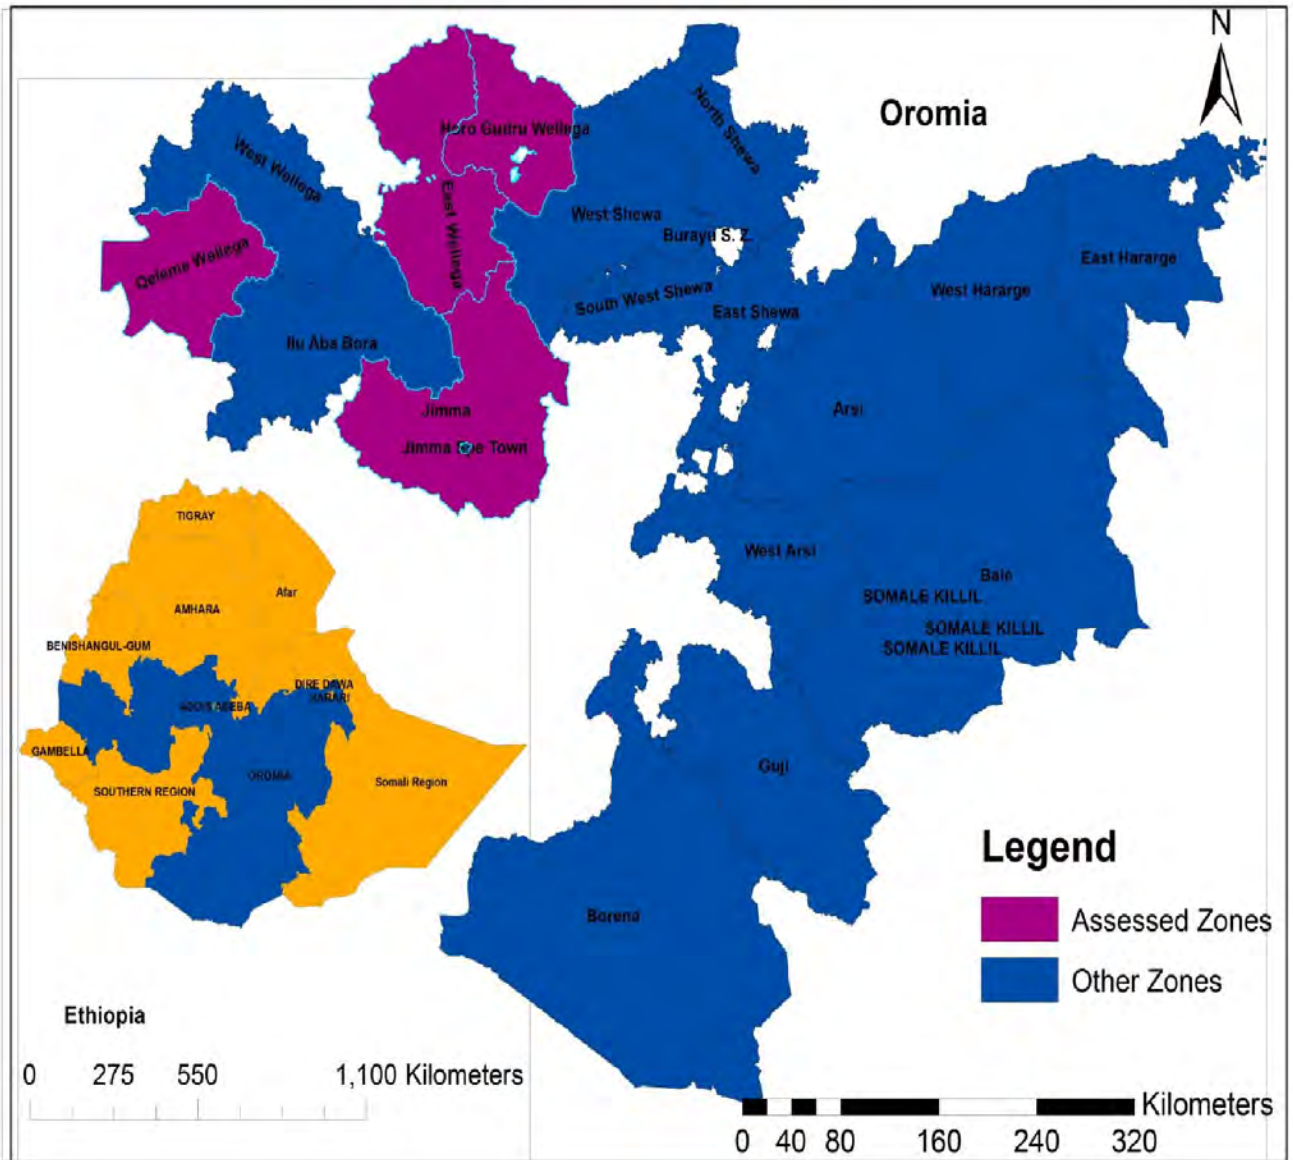 N
Oromia
Horo Gudru Wellega
North Shewa
West Wellega
East Wellega
West Shewa
Burayu S. Z.
Qeleme Wellega
East Hararge
West Hararge
South West Shewa
East Shewa
Ilu Aba Bora
Arsi
Jimma
Jimma Spe Town
West Arsi
Bale
SOMALE KILLIL
SOMALE KILLIL
SOMALE KILLIL
Guji
Borena
TIGRAY
Afar
AMHARA
BENISHANGUL-GUM
DIRE DAWA
HARARI
ADDIS ABEBA
GAMBELLA
OROMIA
Somali Region
SOUTHERN REGION
Ethiopia
0 275 550 1,100 Kilometers
Legend
Assessed Zones
Other Zones
Kilometers
0 40 80 160 240 320